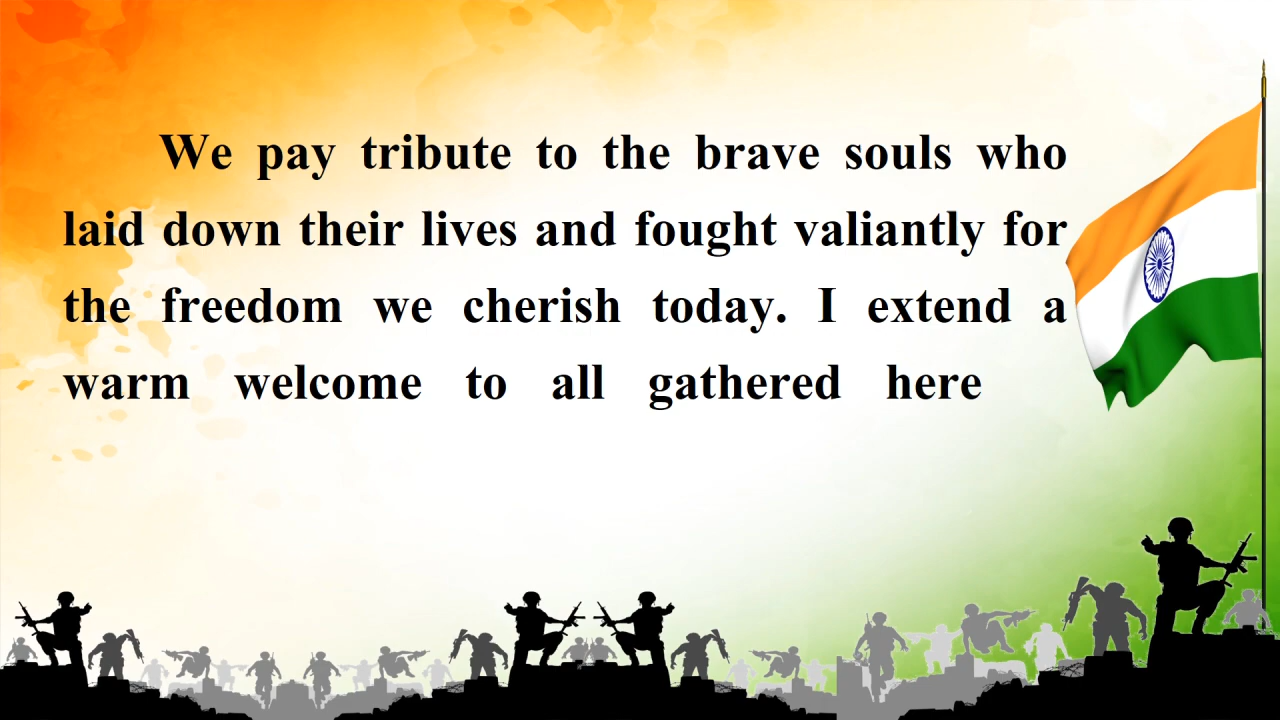 We pay tribute to the brave souls who
laid down their lives and fought valiantly for
the freedom we cherish today. I extend a
warm welcome to all gathered here